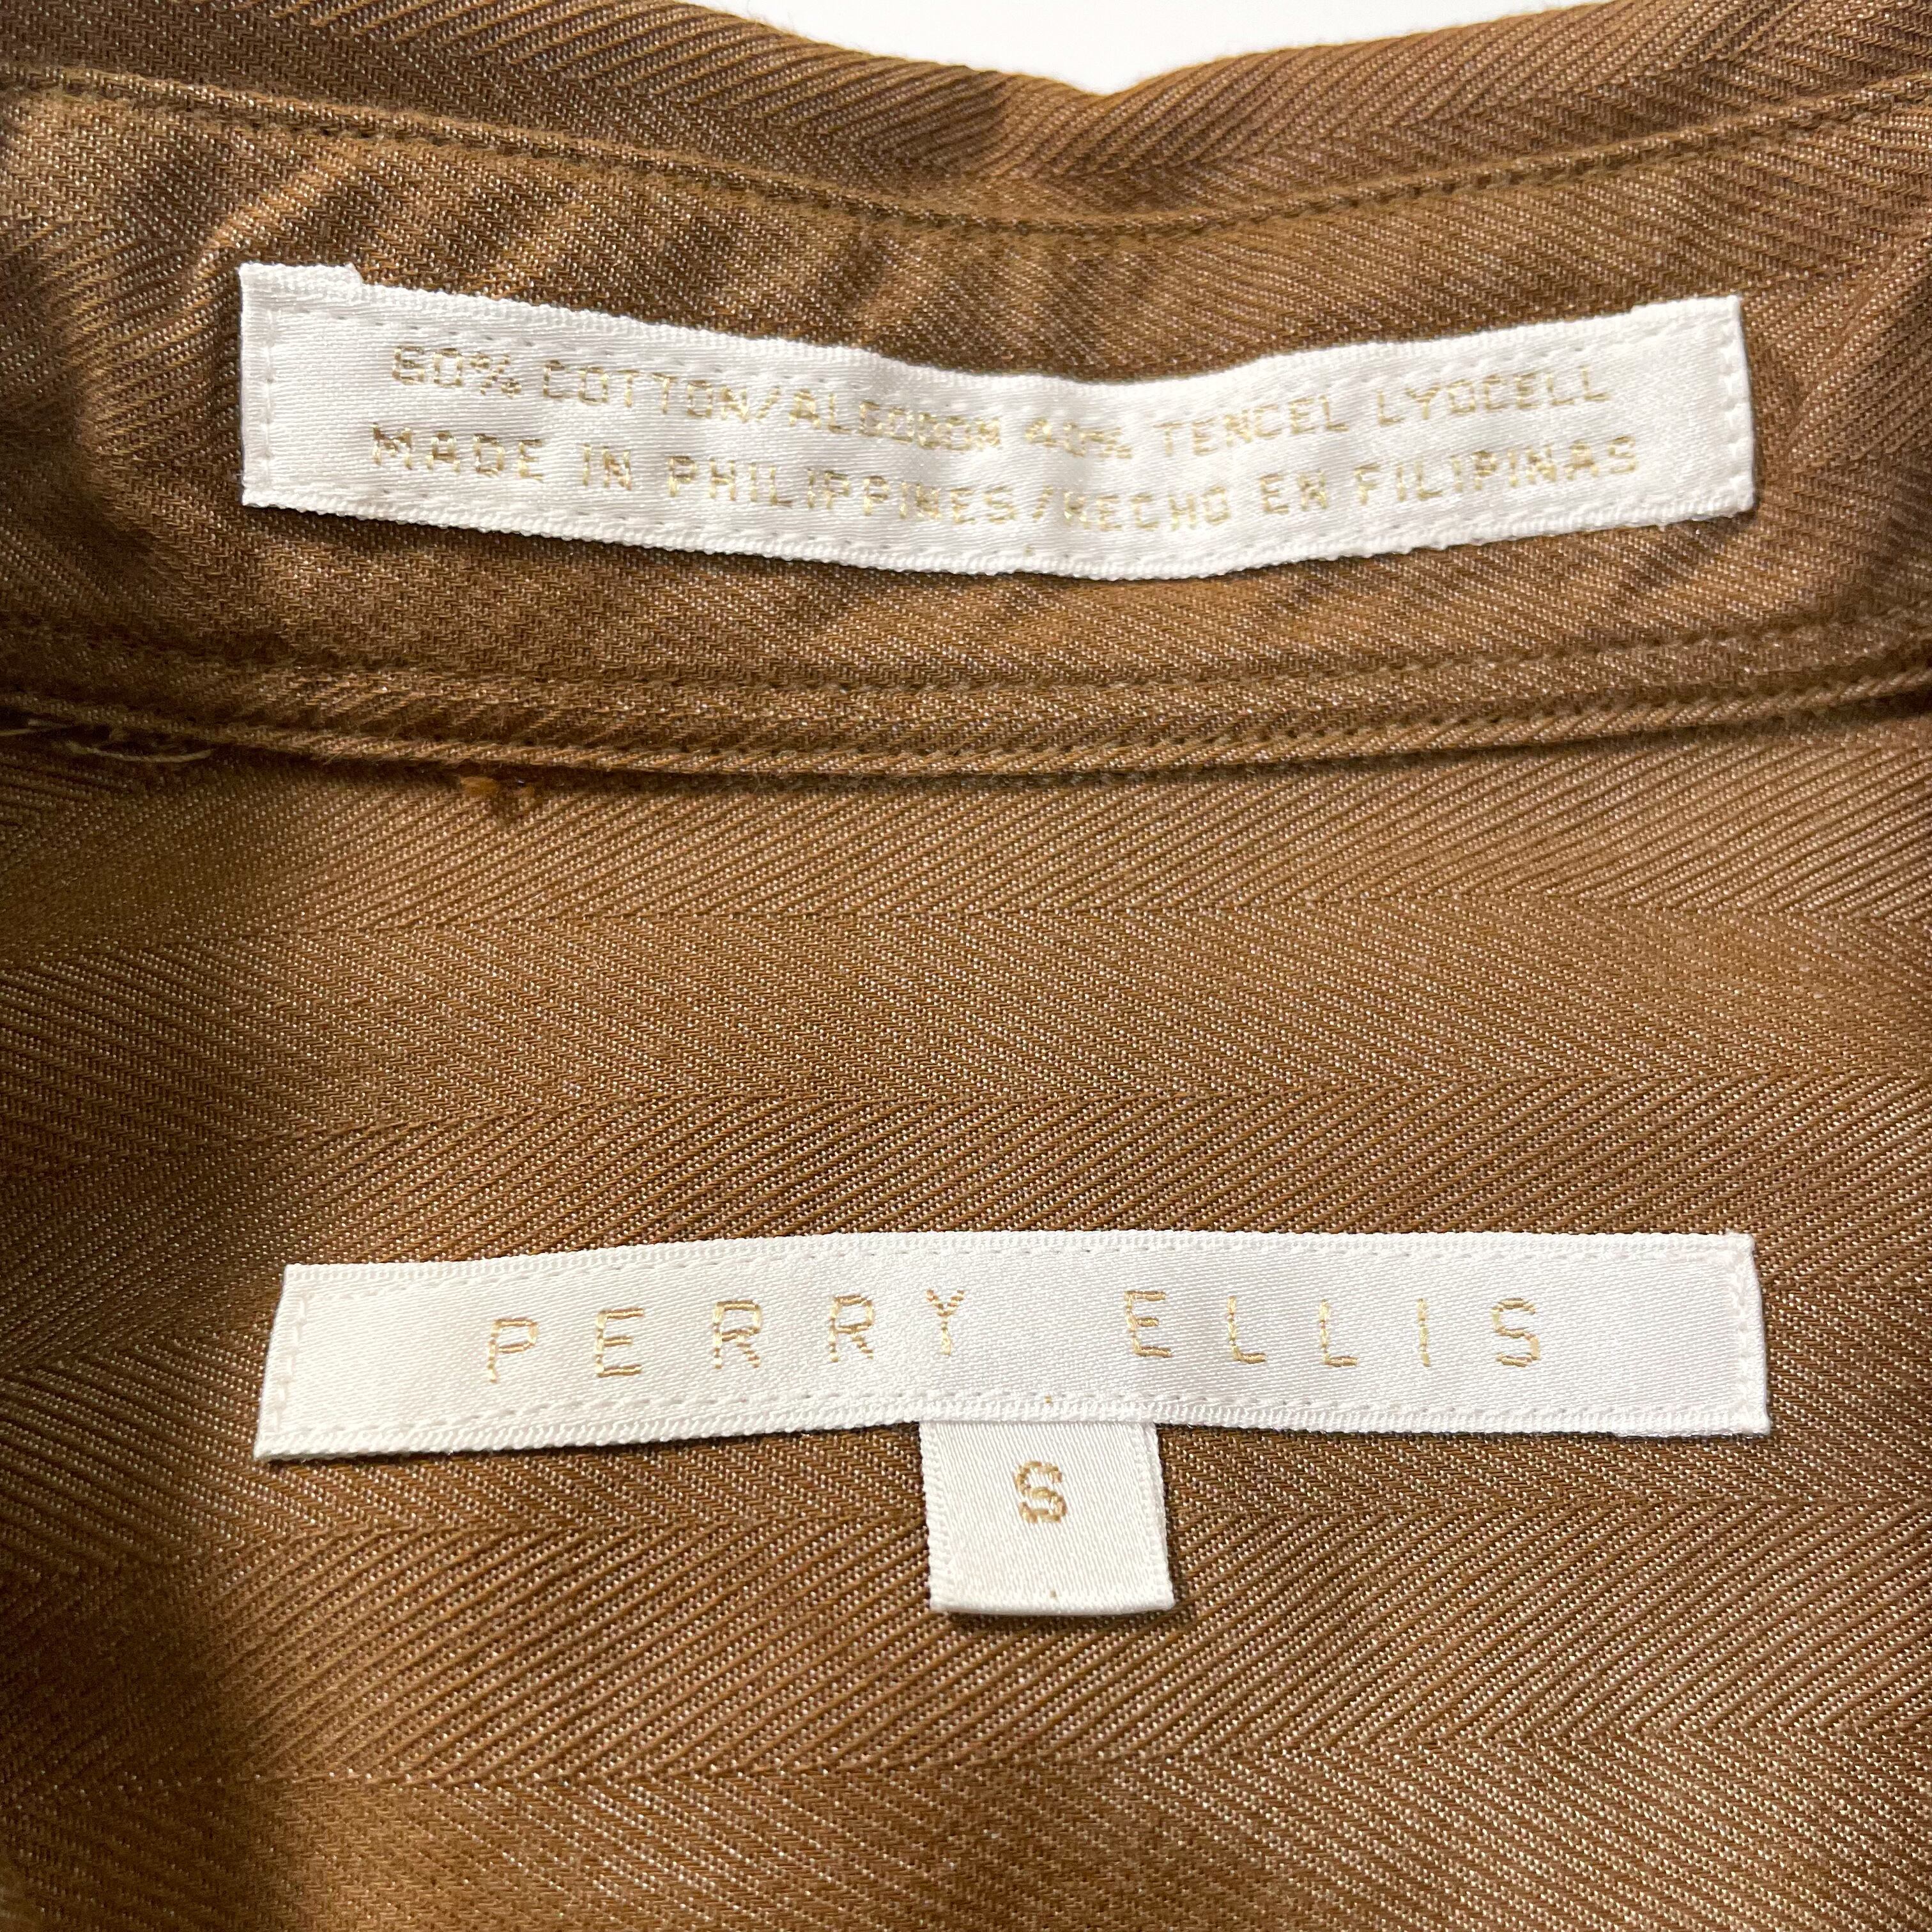 60% COTTON/ALGODON 40% TENCEL LYOCELL
MADE IN PHILIPPINES/HECHO EN FILIPINAS
PERRY ELLIS
S